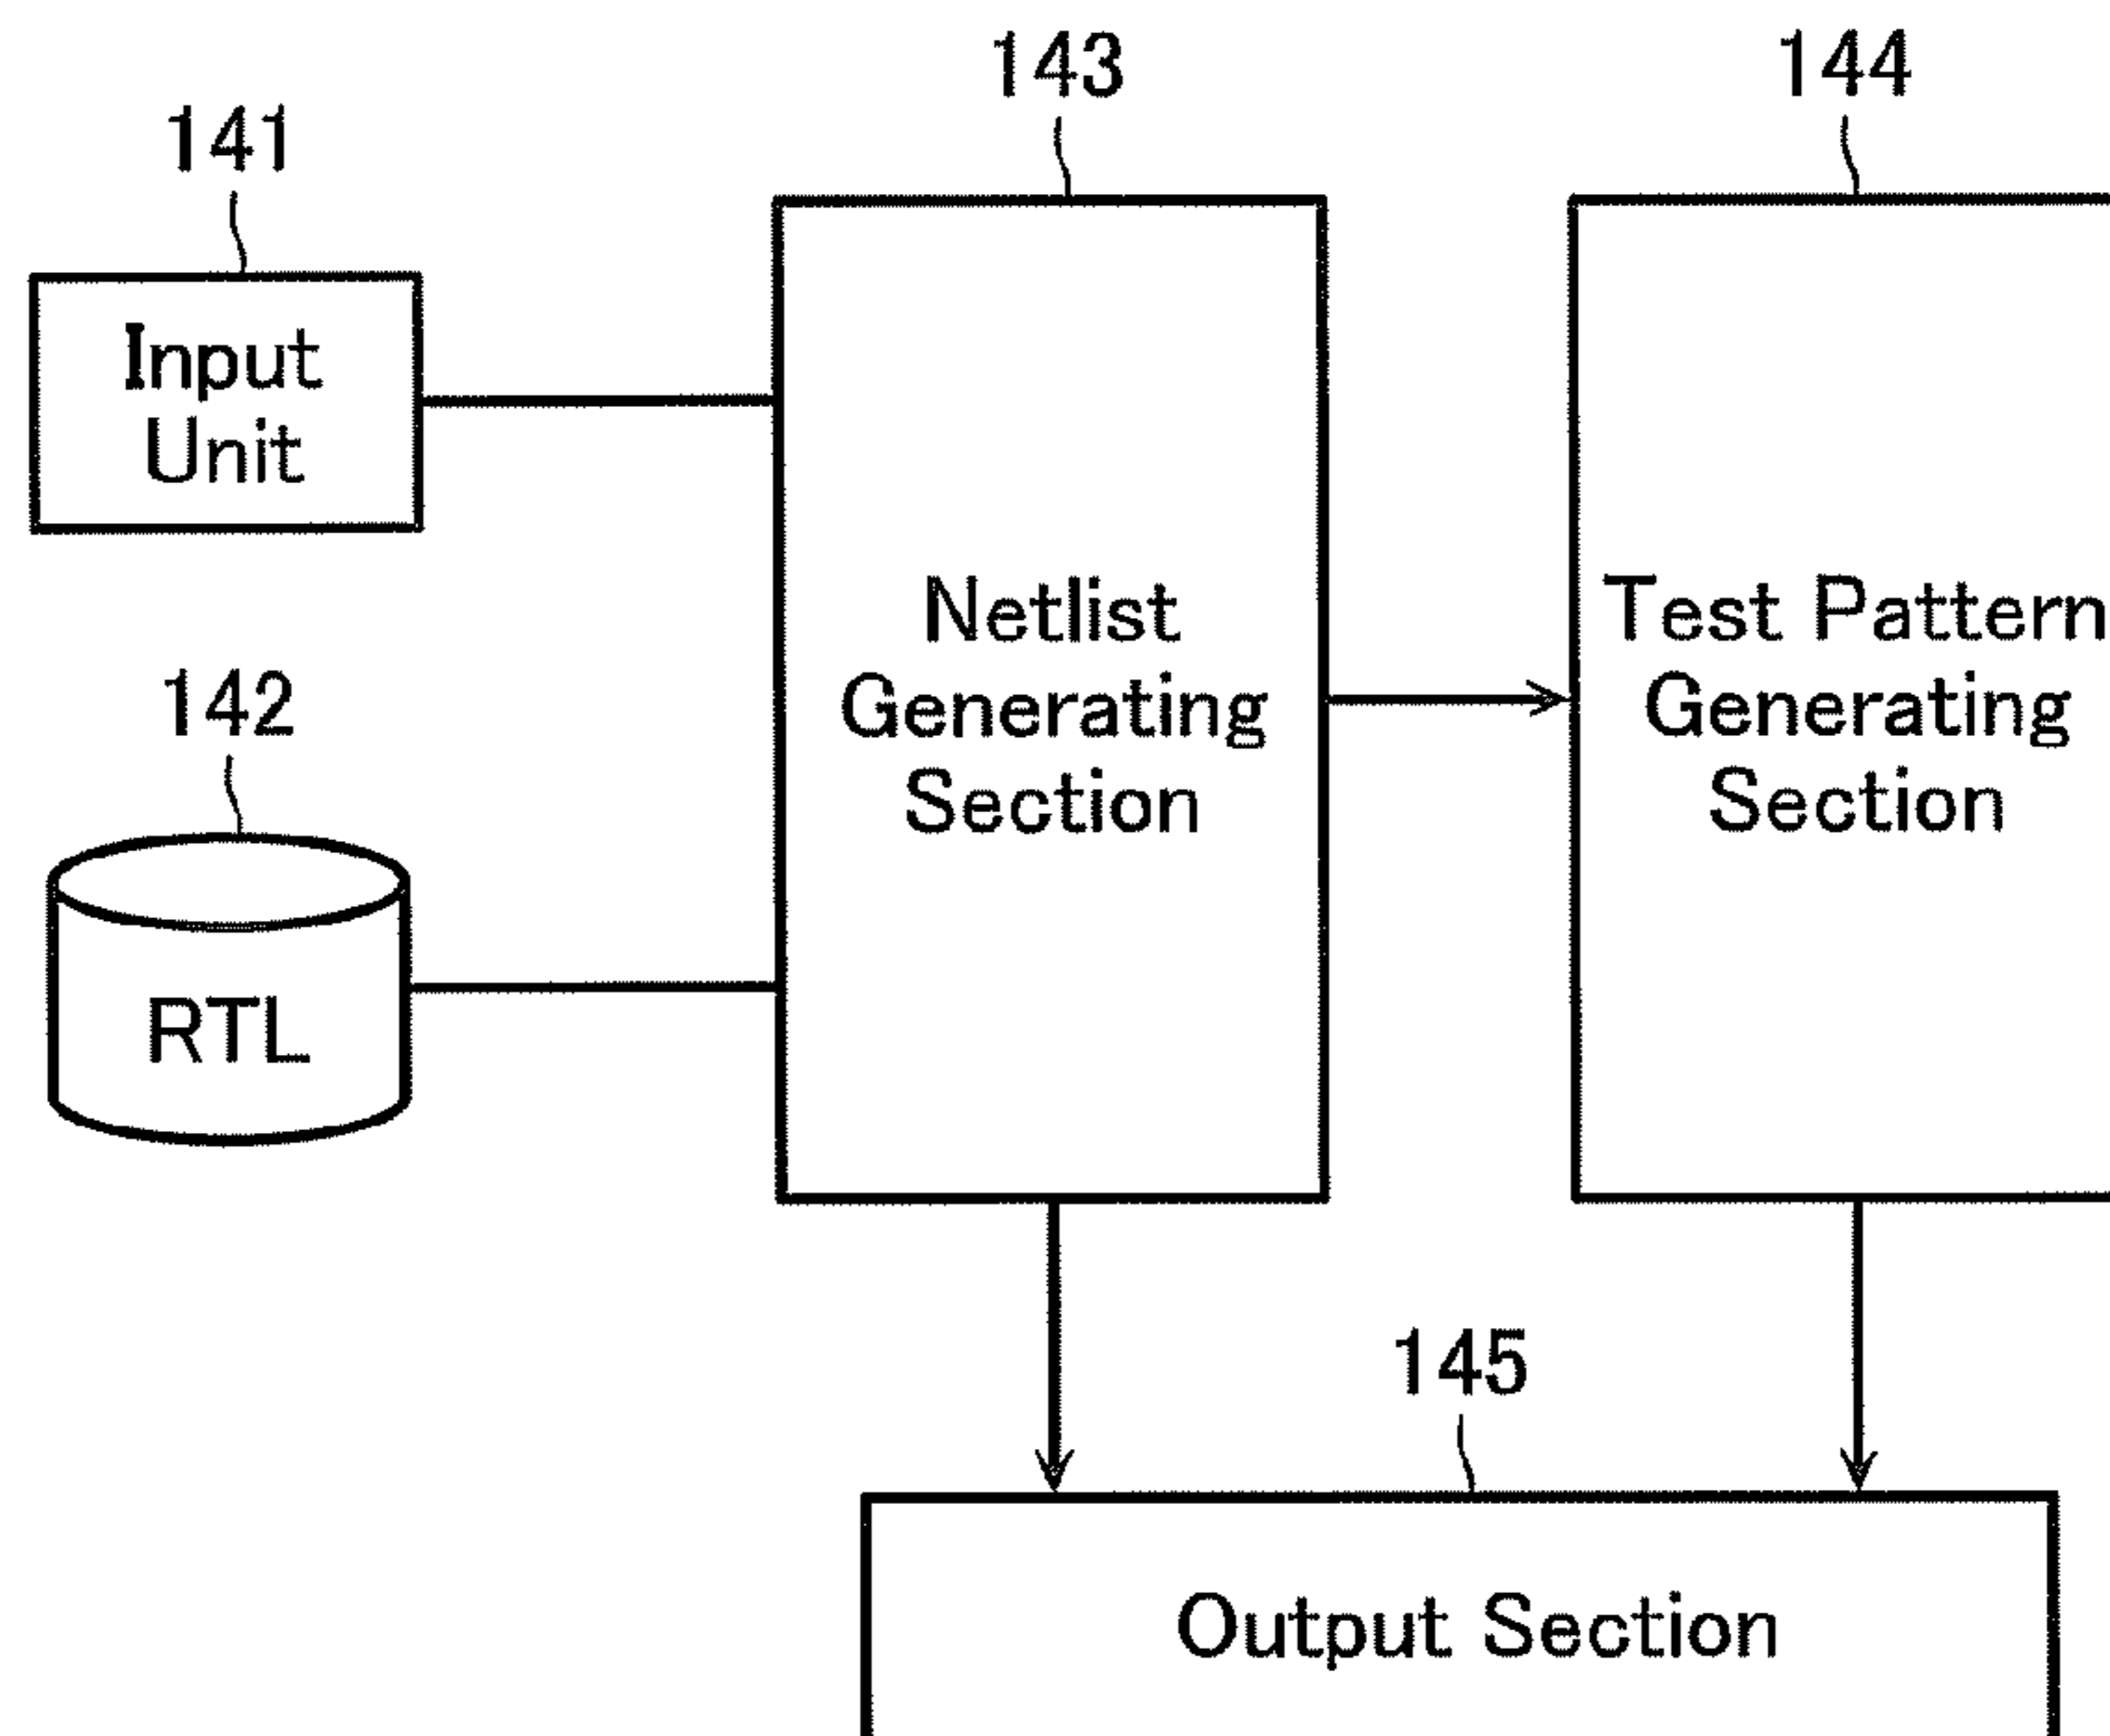 143
144
141
Input
Unit
Netlist
Generating
Section
Test Pattern
Generating
Section
142
RTL
145
Output Section